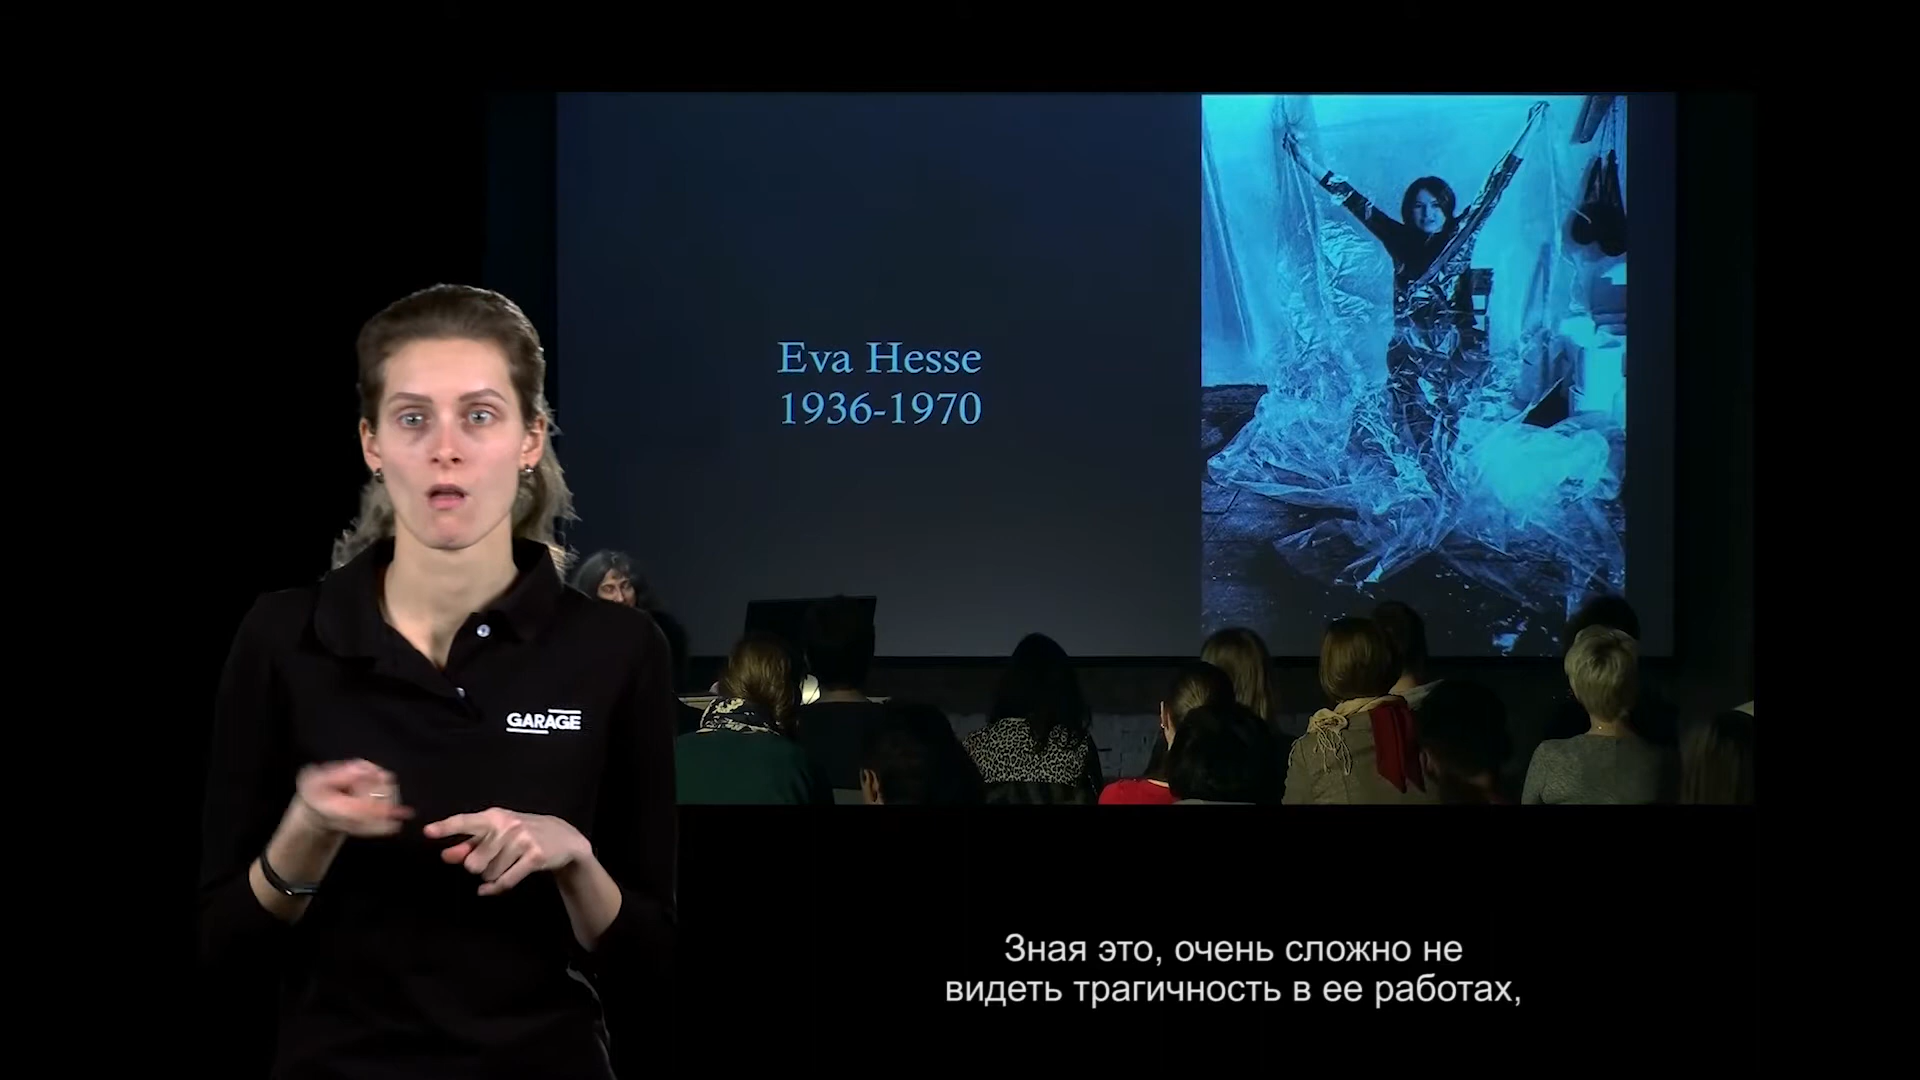 Eva Hesse
1936-1970
GARAGE
Зная это, очень сложно не
видеть трагичность в ее работах,